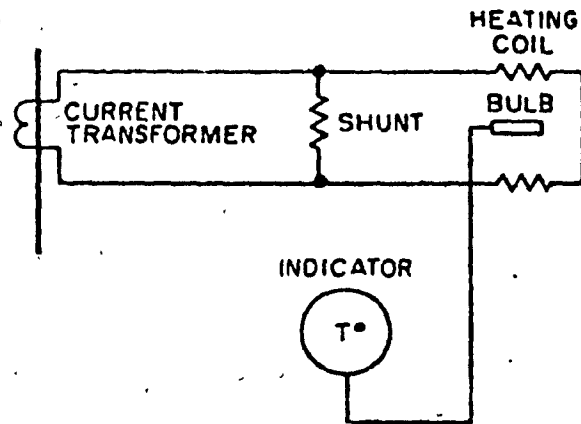 HEATING
COIL
BULB
CURRENT
TRANSFORMER
SHUNT
INDICATOR
T°